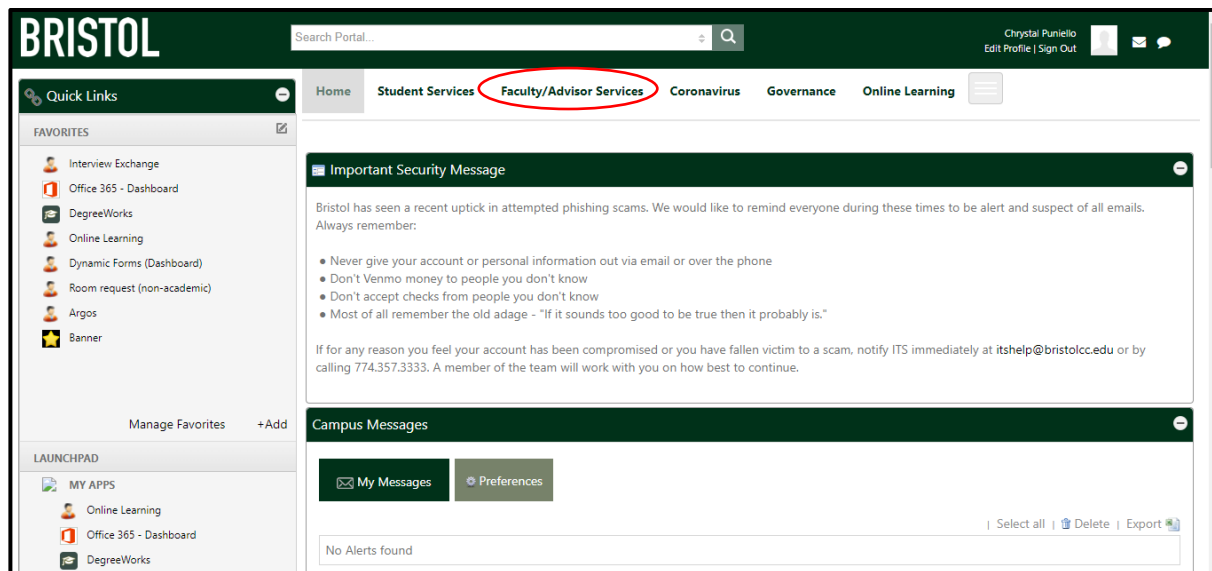 BRISTOL
Search Portal...
Chrystal Puniello
Edit Profile | Sign Out
Quick Links
FAVORITES
Interview Exchange
Office 365 - Dashboard
DegreeWorks
Online Learning
Dynamic Forms (Dashboard)
Room request (non-academic)
Argos
Banner
Manage Favorites +Add
LAUNCHPAD
MY APPS
Online Learning
Office 365 - Dashboard
DegreeWorks
Home Student Services Faculty/Advisor Services Coronavirus Governance Online Learning
Important Security Message
Bristol has seen a recent uptick in attempted phishing scams. We would like to remind everyone during these times to be alert and suspect of all emails.
Always remember:
● Never give your account or personal information out via email or over the phone
● Don't Venmo money to people you don't know
● Don't accept checks from people you don't know
● Most of all remember the old adage - "If it sounds too good to be true then it probably is."
If for any reason you feel your account has been compromised or you have fallen victim to a scam, notify ITS immediately at itshelp@bristolcc.edu or by
calling 774.357.3333. A member of the team will work with you on how best to continue.
Campus Messages
My Messages Preferences
| Select all | Delete | Export
No Alerts found